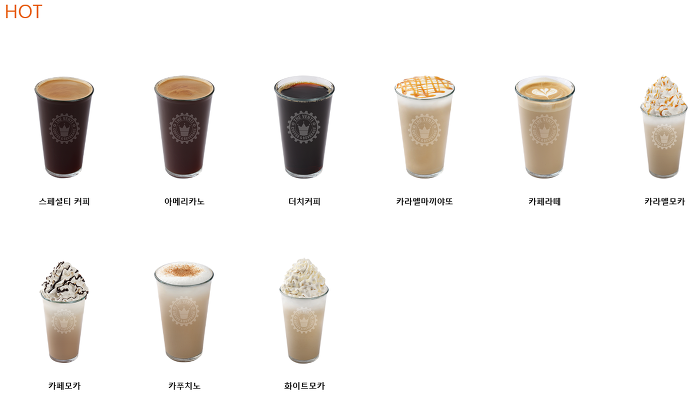 HOT
스페셜티 커피
아메리카노
더치커피
카라멜마끼야또
카페라떼
카라멜모카
카페모카
카푸치노
화이트모카